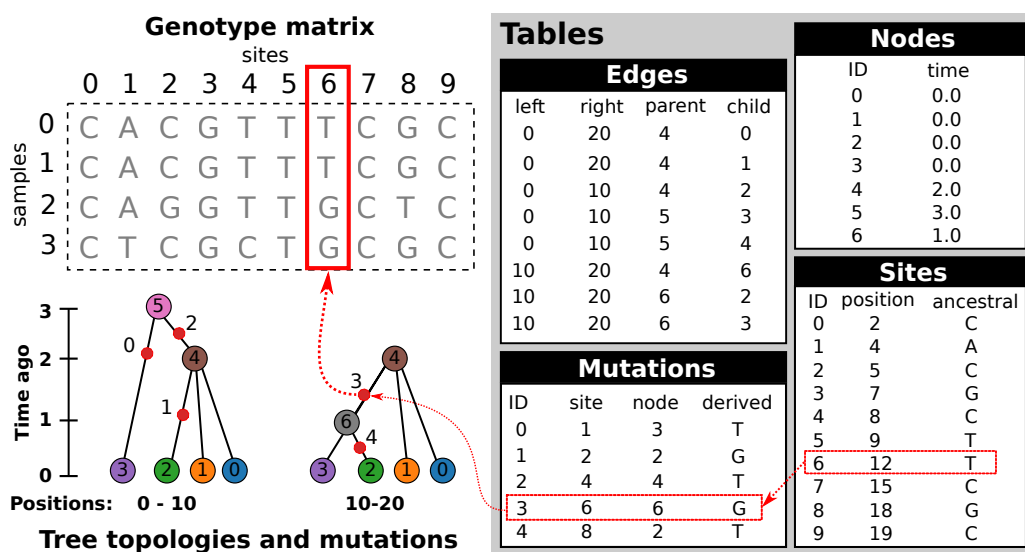 Genotype matrix
sites
0 1 2 3 4 5 6 7 8 9
samples
0 C A C G T T T C G C
1 C A C G T T T C G C
2 C A G G T T G C T C
3 C T C G C T G C G C
Time ago
3
2
1
0
5
2
0
4
1
3 2 1 0
4
3
6
4
3 2 1 0
Positions: 0 - 10 10-20
Tree topologies and mutations
Tables
Edges
left right parent child
0 20 4 0
0 20 4 1
0 10 4 2
0 10 5 3
0 10 5 4
10 20 4 6
10 20 6 2
10 20 6 3
Mutations
ID site node derived
0 1 3 T
1 2 2 G
2 4 4 T
3 6 6 G
4 8 2 T
Nodes
ID time
0 0.0
1 0.0
2 0.0
3 0.0
4 2.0
5 3.0
6 1.0
Sites
ID position ancestral
0 2 C
1 4 A
2 5 C
3 7 G
4 8 C
5 9 T
6 12 T
7 15 C
8 18 G
9 19 C